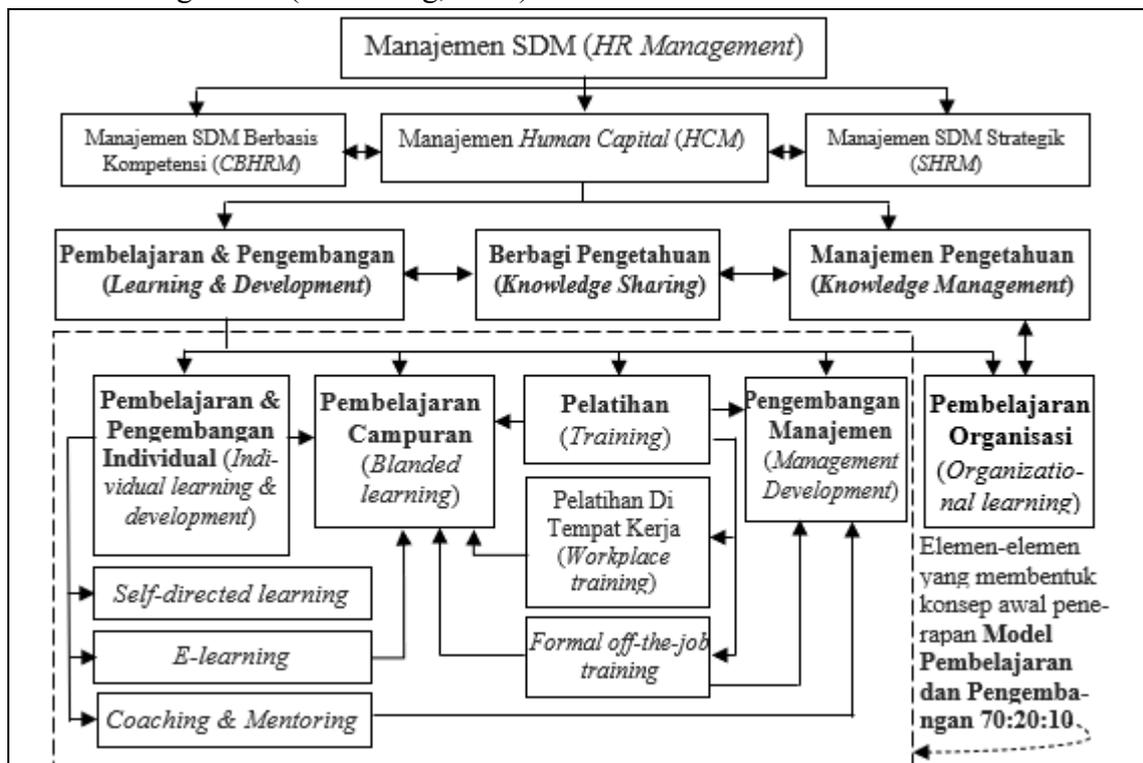 Manajemen SDM (HR Management)
Manajemen SDM Berbasis
Kompetensi (CBHRM)
Manajemen Human Capital (HCM)
Manajemen SDM Strategik
(SHRM)
Pembelajaran & Pengembangan
(Learning & Development)
Berbagi Pengetahuan
(Knowledge Sharing)
Manajemen Pengetahuan
(Knowledge Management)
Pembelajaran &
Pengembangan
Individual (Indi-
vidual learning &
development)
Pembelajaran
Campuran
(Blanded
learning)
Pelatihan
(Training)
Pengembangan
Manajemen
(Management
Development)
Pembelajaran
Organisasi
(Organizatio-
nal learning)
Pelatihan Di
Tempat Kerja
(Workplace
training)
Self-directed learning
E-learning
Formal off-the-job
training
Coaching & Mentoring
Elemen-elemen
yang membentuk
konsep awal pene-
rapan Model
Pembelajaran
dan Pengemba-
ngan 70:20:10